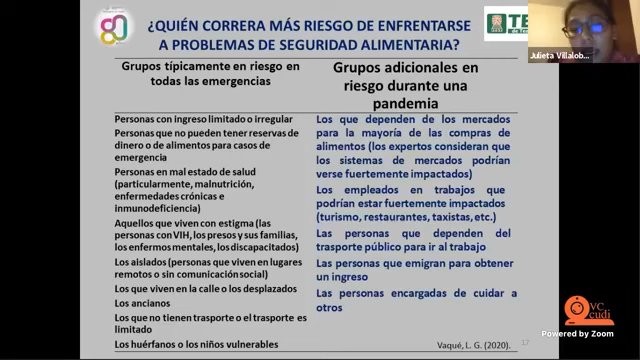 ¿QUIÉN CORRERA MÁS RIESGO DE ENFRENTARSE
A PROBLEMAS DE SEGURIDAD ALIMENTARIA?
TE
Julieta Villalob...
Grupos típicamente en riesgo en
todas las emergencias
Personas con ingreso limitado o irregular
Personas que no pueden tener reservas de
dinero o de alimentos para casos de
emergencia
Personas en mal estado de salud
(particularmente, malnutrición,
enfermedades crónicas e
inmunodeficiencia)
Aquellos que viven con estigma (las
personas con VIH, los presos y sus familias,
los enfermos mentales, los discapacitados)
Los aislados (personas que viven en lugares
remotos o sin comunicación social)
Los que viven en la calle o los desplazados
Los ancianos
Los que no tienen trasporte o el trasporte es
limitado
Los huérfanos o los niños vulnerables
Grupos adicionales en
riesgo durante una
pandemia
Los que dependen de los mercados
para la mayoría de las compras de
alimentos (los expertos consideran que
los sistemas de mercados podrían
verse fuertemente impactados)
Los empleados en trabajos que
podrían estar fuertemente impactados
(turismo, restaurantes, taxistas, etc.)
Las personas que dependen del
trasporte público para ir al trabajo
Las personas que emigran para obtener
un ingreso
Las personas encargadas de cuidar a
otros
Vaqué, L. G. (2020).
17
VC
cudi
Powered by Zoom